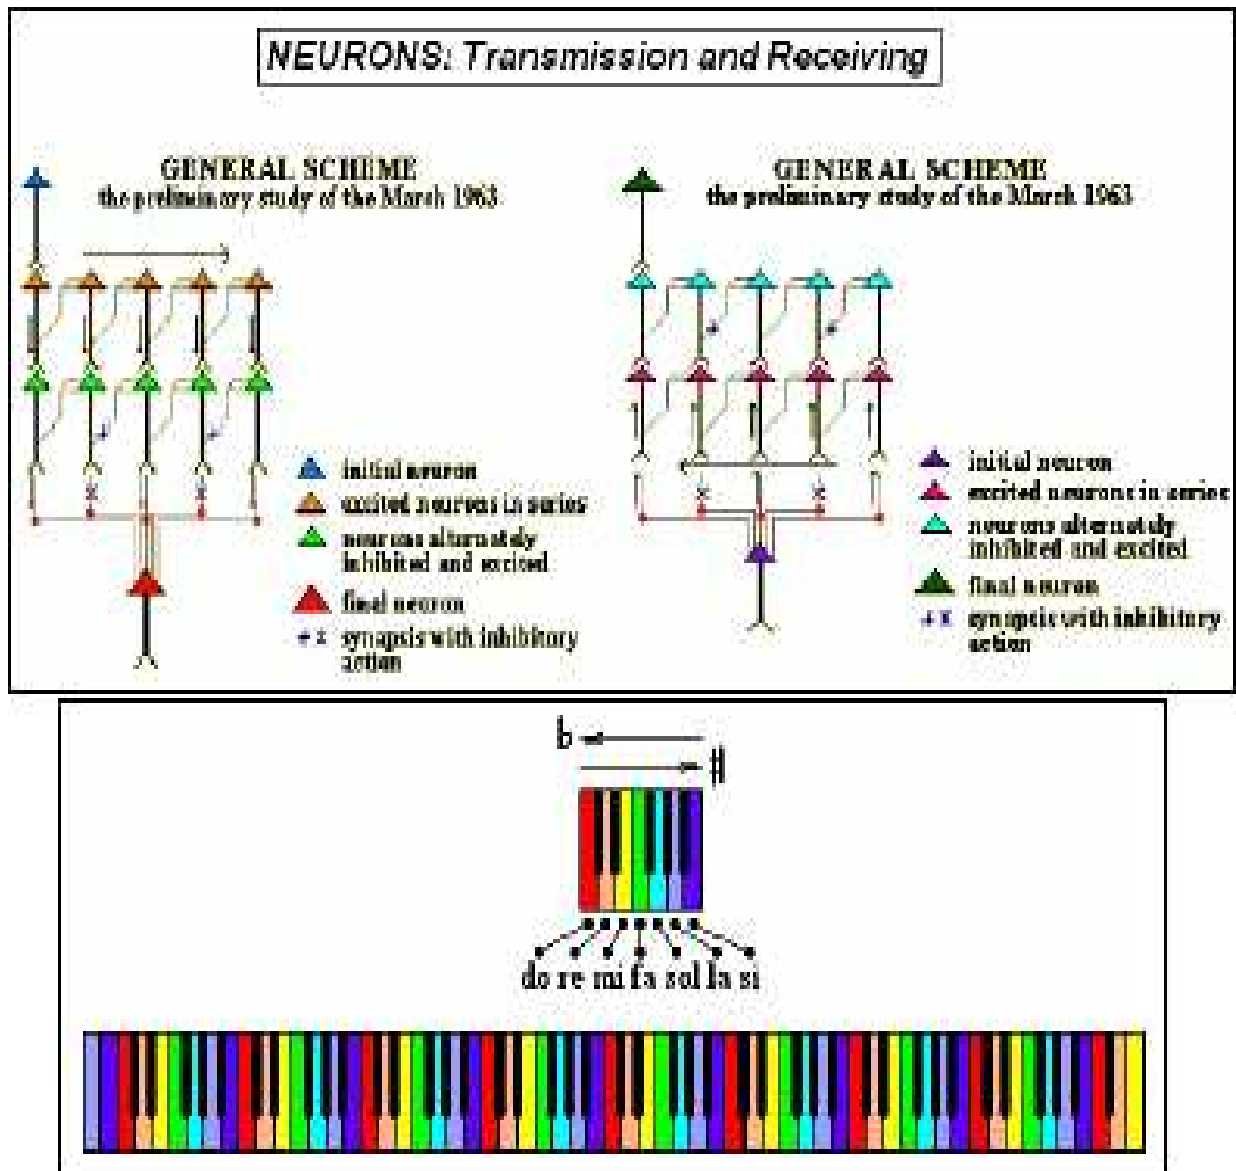 NEURONS: Transmission and Receiving
GENERAL SCHEME
the preliminary study of the March 1963
initial neuron
excited neurons in series
neurons alternately
inhibited and excited
final neuron
synapsis with inhibitory
action
GENERAL SCHEME
the preliminary study of the March 1963
initial neuron
excited neurons in series
neurons alternately
inhibited and excited
final neuron
synapsis with inhibitory
action
b
#
do re mi fa sol la si